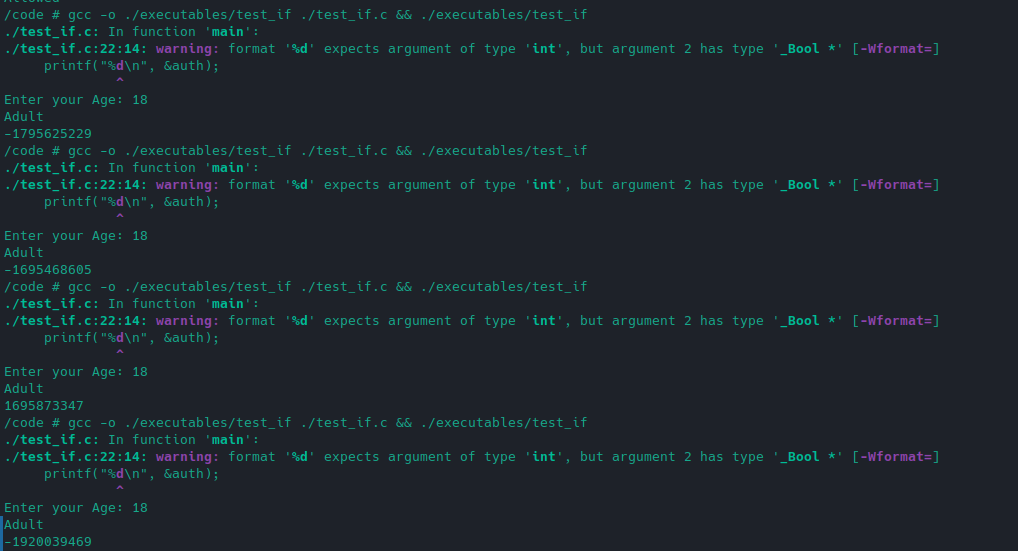 Allowed
/code # gcc -o ./executables/test_if ./test_if.c && ./executables/test_if
./test_if.c: In function 'main':
./test_if.c:22:14: warning: format '%d' expects argument of type 'int', but argument 2 has type '_Bool *' [-Wformat=]
     printf("%d\n", &auth);
              ^
Enter your Age: 18
Adult
-1795625229
/code # gcc -o ./executables/test_if ./test_if.c && ./executables/test_if
./test_if.c: In function 'main':
./test_if.c:22:14: warning: format '%d' expects argument of type 'int', but argument 2 has type '_Bool *' [-Wformat=]
     printf("%d\n", &auth);
              ^
Enter your Age: 18
Adult
-1695468605
/code # gcc -o ./executables/test_if ./test_if.c && ./executables/test_if
./test_if.c: In function 'main':
./test_if.c:22:14: warning: format '%d' expects argument of type 'int', but argument 2 has type '_Bool *' [-Wformat=]
     printf("%d\n", &auth);
              ^
Enter your Age: 18
Adult
1695873347
/code # gcc -o ./executables/test_if ./test_if.c && ./executables/test_if
./test_if.c: In function 'main':
./test_if.c:22:14: warning: format '%d' expects argument of type 'int', but argument 2 has type '_Bool *' [-Wformat=]
     printf("%d\n", &auth);
              ^
Enter your Age: 18
Adult
-1920039469